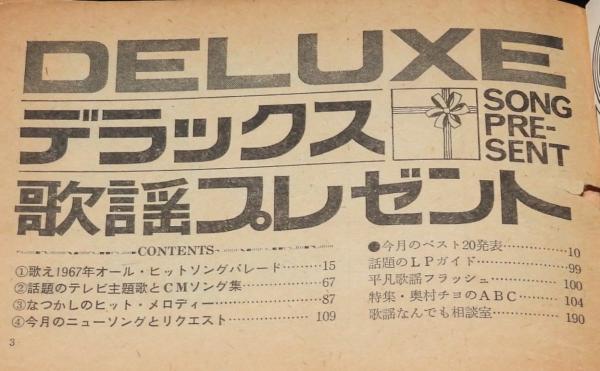 DELUXE
デラックス
SONG
PRE-
SENT
歌謡プレゼント
CONTENTS
①歌え1967年オール・ヒットソングパレード………15
②話題のテレビ主題歌とCMソング集………67
③なつかしのヒット・メロディー………87
④今月のニューソングとリクエスト………109
●今月のベスト20発表………10
話題のLPガイド………99
平凡歌謡フラッシュ………100
特集・奥村チヨのABC………104
歌謡なんでも相談室………190
3